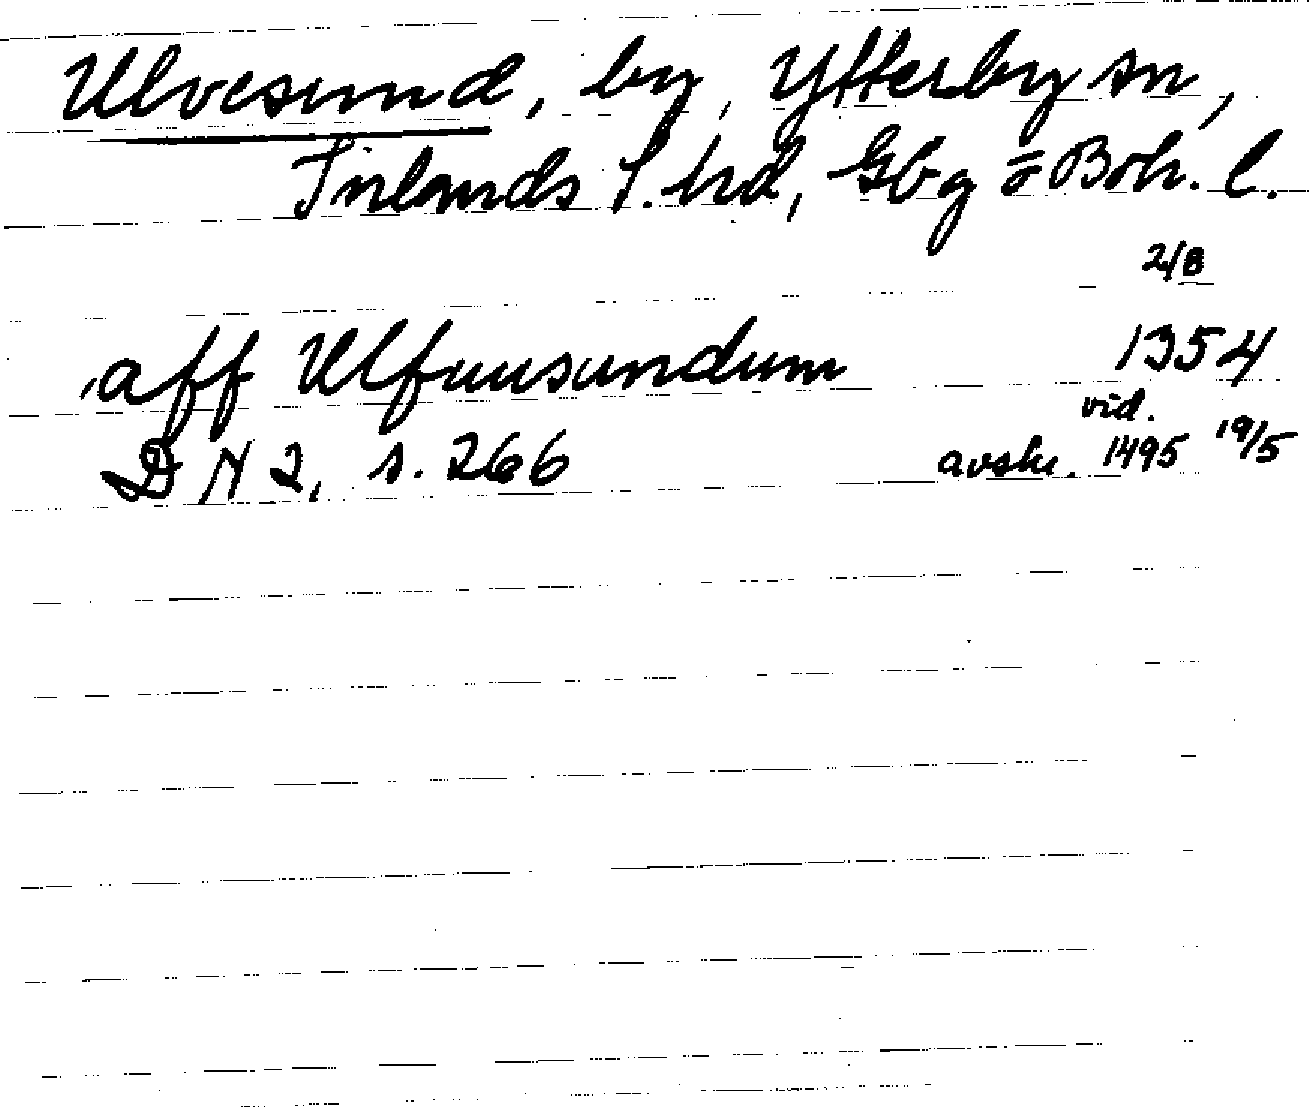 Ulvesund, by, Ytterby sn,
Inlands S. hd, Gbg o Boh. l.
2/8
aff Ulfuusundum 1354
vid.
DN 2, s. 266 avskr. 1495 19/5